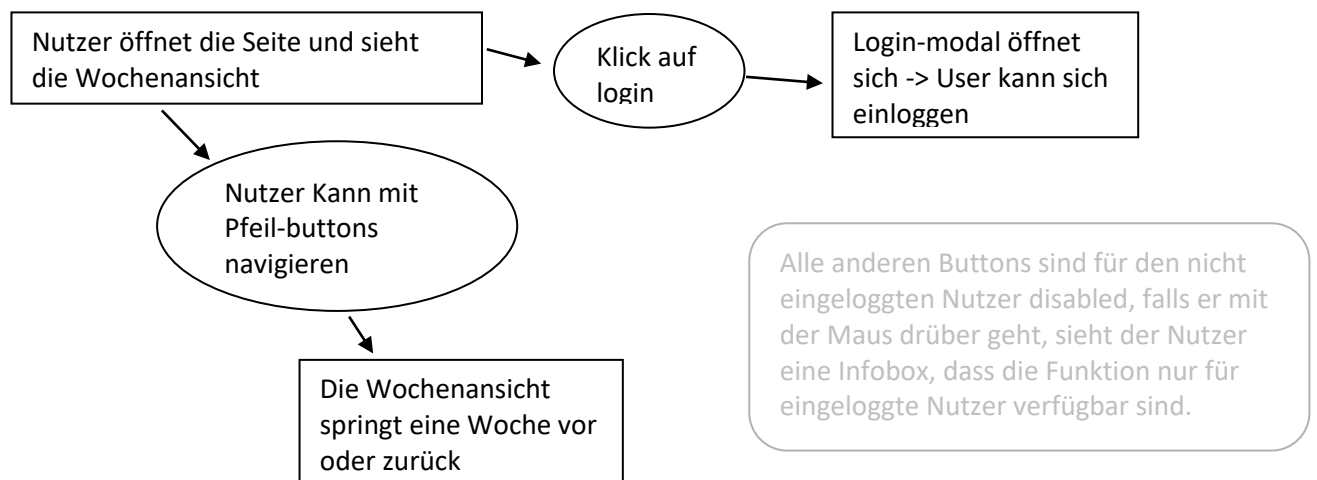 Nutzer öffnet die Seite und sieht
die Wochenansicht
Klick auf
login
Login-modal öffnet
sich -> User kann sich
einloggen
Nutzer Kann mit
Pfeil-buttons
navigieren
Alle anderen Buttons sind für den nicht
eingeloggten Nutzer disabled, falls er mit
der Maus drüber geht, sieht der Nutzer
eine Infobox, dass die Funktion nur für
eingeloggte Nutzer verfügbar sind.
Die Wochenansicht
springt eine Woche vor
oder zurück